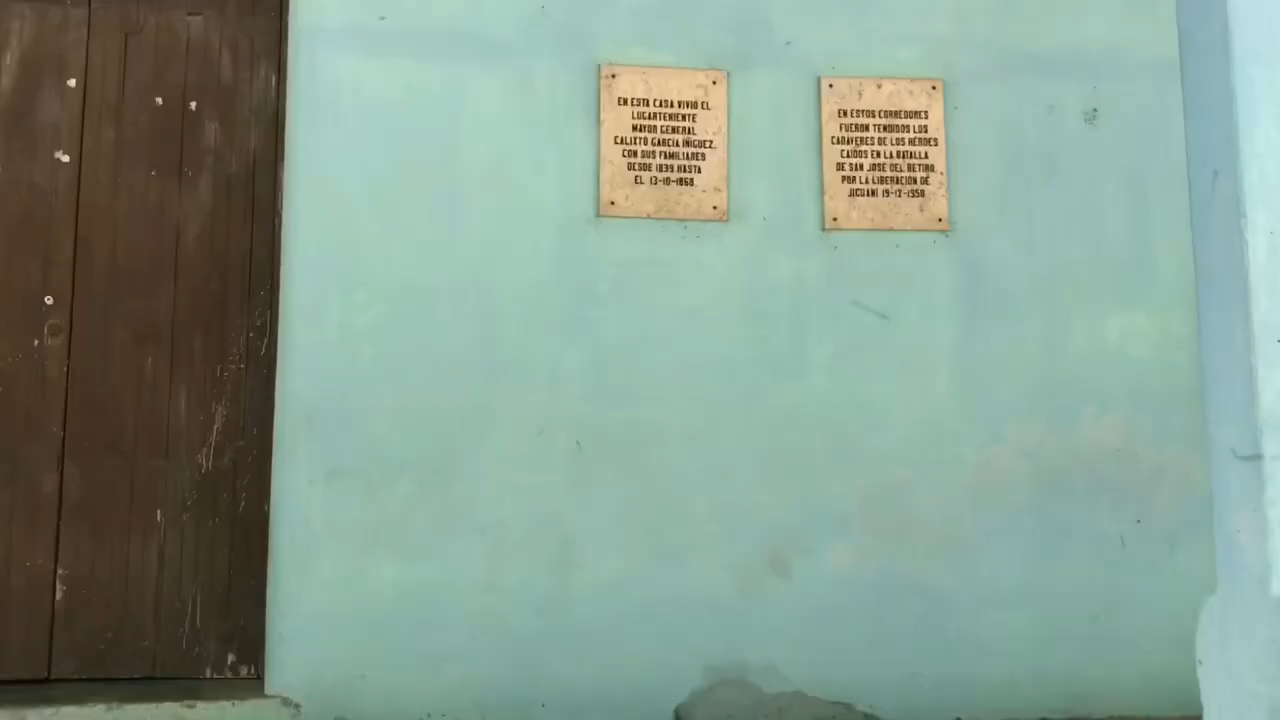 EN ESTA CASA VIVIO EL
LUGARTENIENTE
MAYOR GENERAL
CALIXTO GARCIA IÑIGUEZ.
CON SUS FAMILIARES
DESDE 1839 HASTA
EL 13-10-1868.
EN ESTOS CORREDORES
FUERON TENDIDOS LOS
CADAVERES DE LOS HEROES
CAIDOS EN LA BATALLA
DE SAN JOSE DEL RETIRO
POR LA LIBERACION DE
JIGUANI 19-12-1958